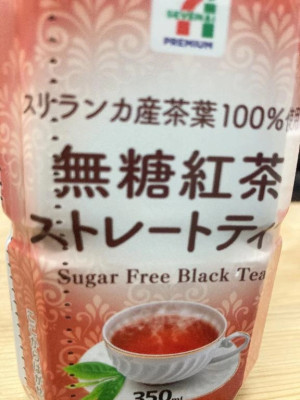 7
SEVEN&i
PREMIUM
スリランカ産茶葉100%使
無糖紅茶
ストレートティ
Sugar Free Black Tea
350ml